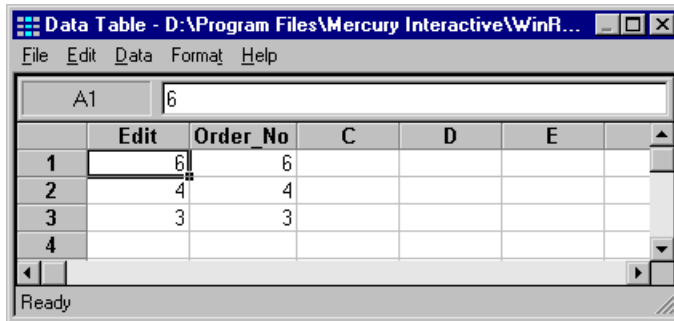 Data Table - D:\Program Files\Mercury Interactive\WinR...
File Edit Data Format Help
A1 6
Edit Order_No C D E
1 6 6
2 4 4
3 3 3
4
Ready